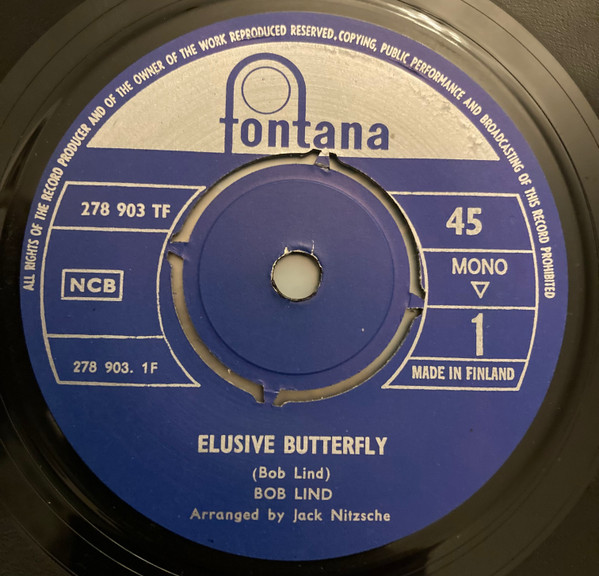 ALL RIGHTS OF THE RECORD PRODUCER AND OF THE OWNER OF THE WORK REPRODUCED RESERVED, COPYING, PUBLIC PERFORMANCE AND BROADCASTING OF THIS RECORD PROHIBITED
fontana
278 903 TF
45
NCB
MONO
1
278 903. 1F
MADE IN FINLAND
ELUSIVE BUTTERFLY
(Bob Lind)
BOB LIND
Arranged by Jack Nitzsche